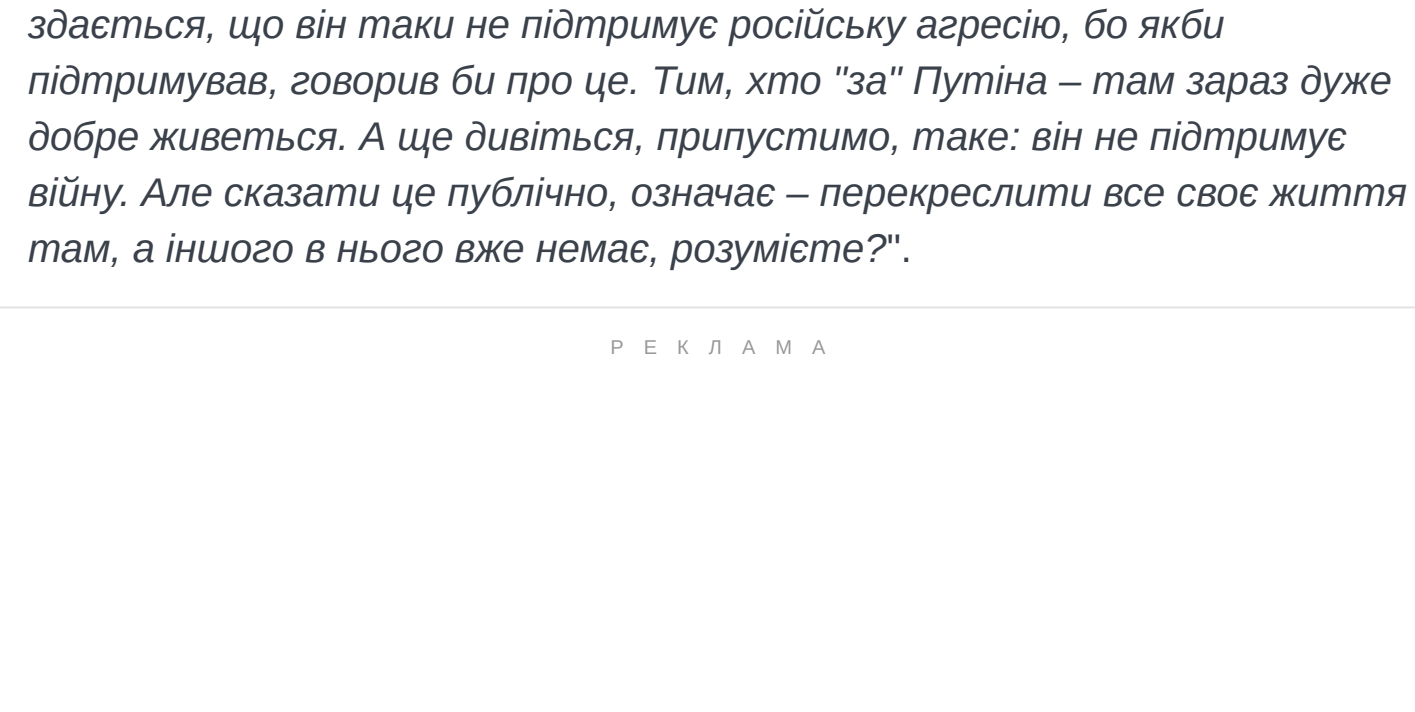 здається, що він таки не підтримує російську агресію, бо якби
підтримував, говорив би про це. Тим, хто "за" Путіна – там зараз дуже
добре живеться. А ще дивіться, припустимо, таке: він не підтримує
війну. Але сказати це публічно, означає – перекреслити все своє життя
там, а іншого в нього вже немає, розумієте?".
РЕКЛАМА